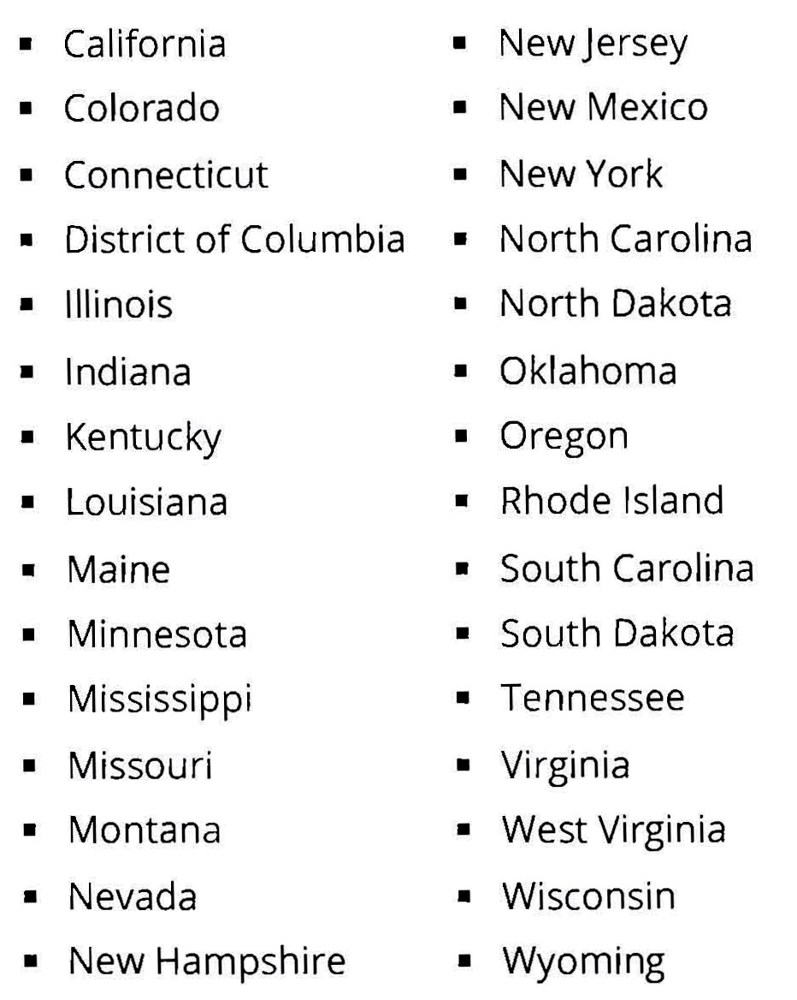 ▪ California
▪ Colorado
▪ Connecticut
▪ District of Columbia
▪ Illinois
▪ Indiana
▪ Kentucky
▪ Louisiana
▪ Maine
▪ Minnesota
▪ Mississippi
▪ Missouri
▪ Montana
▪ Nevada
▪ New Hampshire
▪ New Jersey
▪ New Mexico
▪ New York
▪ North Carolina
▪ North Dakota
▪ Oklahoma
▪ Oregon
▪ Rhode Island
▪ South Carolina
▪ South Dakota
▪ Tennessee
▪ Virginia
▪ West Virginia
▪ Wisconsin
▪ Wyoming